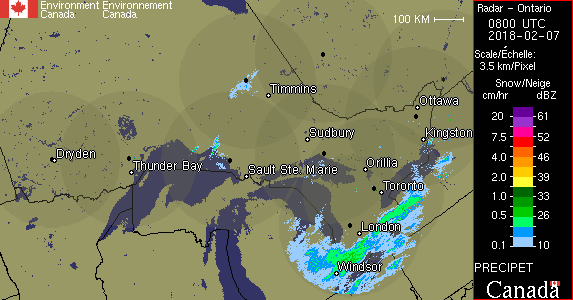 Environment Environnement
Canada Canada
100 KM
Timmins
Ottawa
Sudbury
Kingston
Dryden
Thunder Bay
Sault Ste. Marie
Orillia
Toronto
London
Windsor
Radar - Ontario
0800 UTC
2018-02-07
Scale/Échelle:
3.5 km/Pixel
Snow/Neige
cm/hr dBZ
20 61
7.5 52
4.0 46
2.0 39
1.0 33
0.5 26
0.1 10
PRECIPET
Canada